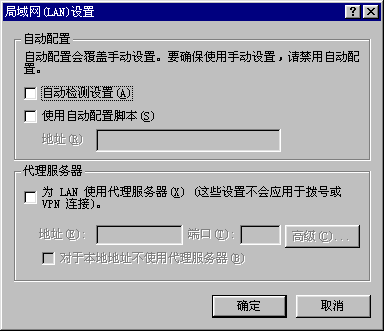 局域网(LAN)设置
自动配置
自动配置会覆盖手动设置。要确保使用手动设置，请禁用自动配
置。
自动检测设置(A)
使用自动配置脚本(S)
地址(R)
代理服务器
为 LAN 使用代理服务器(X) (这些设置不会应用于拨号或
VPN 连接)。
地址(E): 端口(T): 高级(C)...
对于本地地址不使用代理服务器(B)
确定 取消